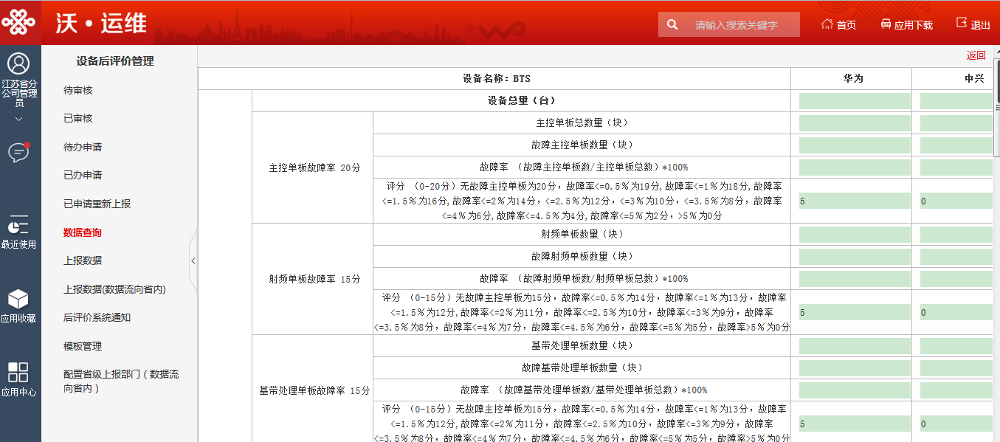 沃·运维
请输入搜索关键字
首页
应用下载
退出
江苏省分
公司管理
员
最近使用
应用收藏
应用中心
设备后评价管理
待审核
已审核
待办申请
已办申请
已申请重新上报
数据查询
上报数据
上报数据(数据流向省内)
后评价系统通知
模板管理
配置省级上报部门（数据流
向省内）
返回
设备名称：BTS
华为
中兴
设备总量（台）
主控单板故障率 20分
主控单板总数量（块）
故障主控单板数量（块）
故障率 （故障主控单板数/主控单板总数）*100%
评分 （0-20分）无故障主控单板为20分，故障率<=0.5％为19分,故障率<=1％为18分,故障率
<=1.5％为16分,故障率<=2％为14分，<=2.5％为12分，<=3％为10分，<=3.5％为8分，故障率
<=4％为6分,故障率<=4.5％为4分,故障率<=5％为2分，>5％为0分
5
0
射频单板故障率 15分
射频单板数量（块）
故障射频单板数量（块）
故障率 （故障射频单板数/射频单板总数）*100%
评分 （0-15分）无故障主控单板为15分，故障率<=0.5％为14分，故障率<=1％为13分，故障率
<=1.5％为12分,故障率<=2％为11分，故障率<=2.5％为10分，故障率<=3％为9分，故障率
<=3.5％为8分，故障率<=4％为7分，故障率<=4.5％为6分，故障率<=5％为5分，故障率>5％为0分
5
0
基带处理单板故障率 15分
基带处理单板数量（块）
故障基带处理单板数量（块）
故障率 （故障基带处理单板数/基带处理单板总数）*100%
评分 （0-15分）无故障主控单板为15分，故障率<=0.5％为14分，故障率<=1％为13分，故障率
<=1.5％为12分,故障率<=2％为11分，故障率<=2.5％为10分，故障率<=3％为9分，故障率
<=3.5％为8分，故障率<=4％为7分，故障率<=4.5％为6分，故障率<=5％为5分，故障率>5％为0分
5
0